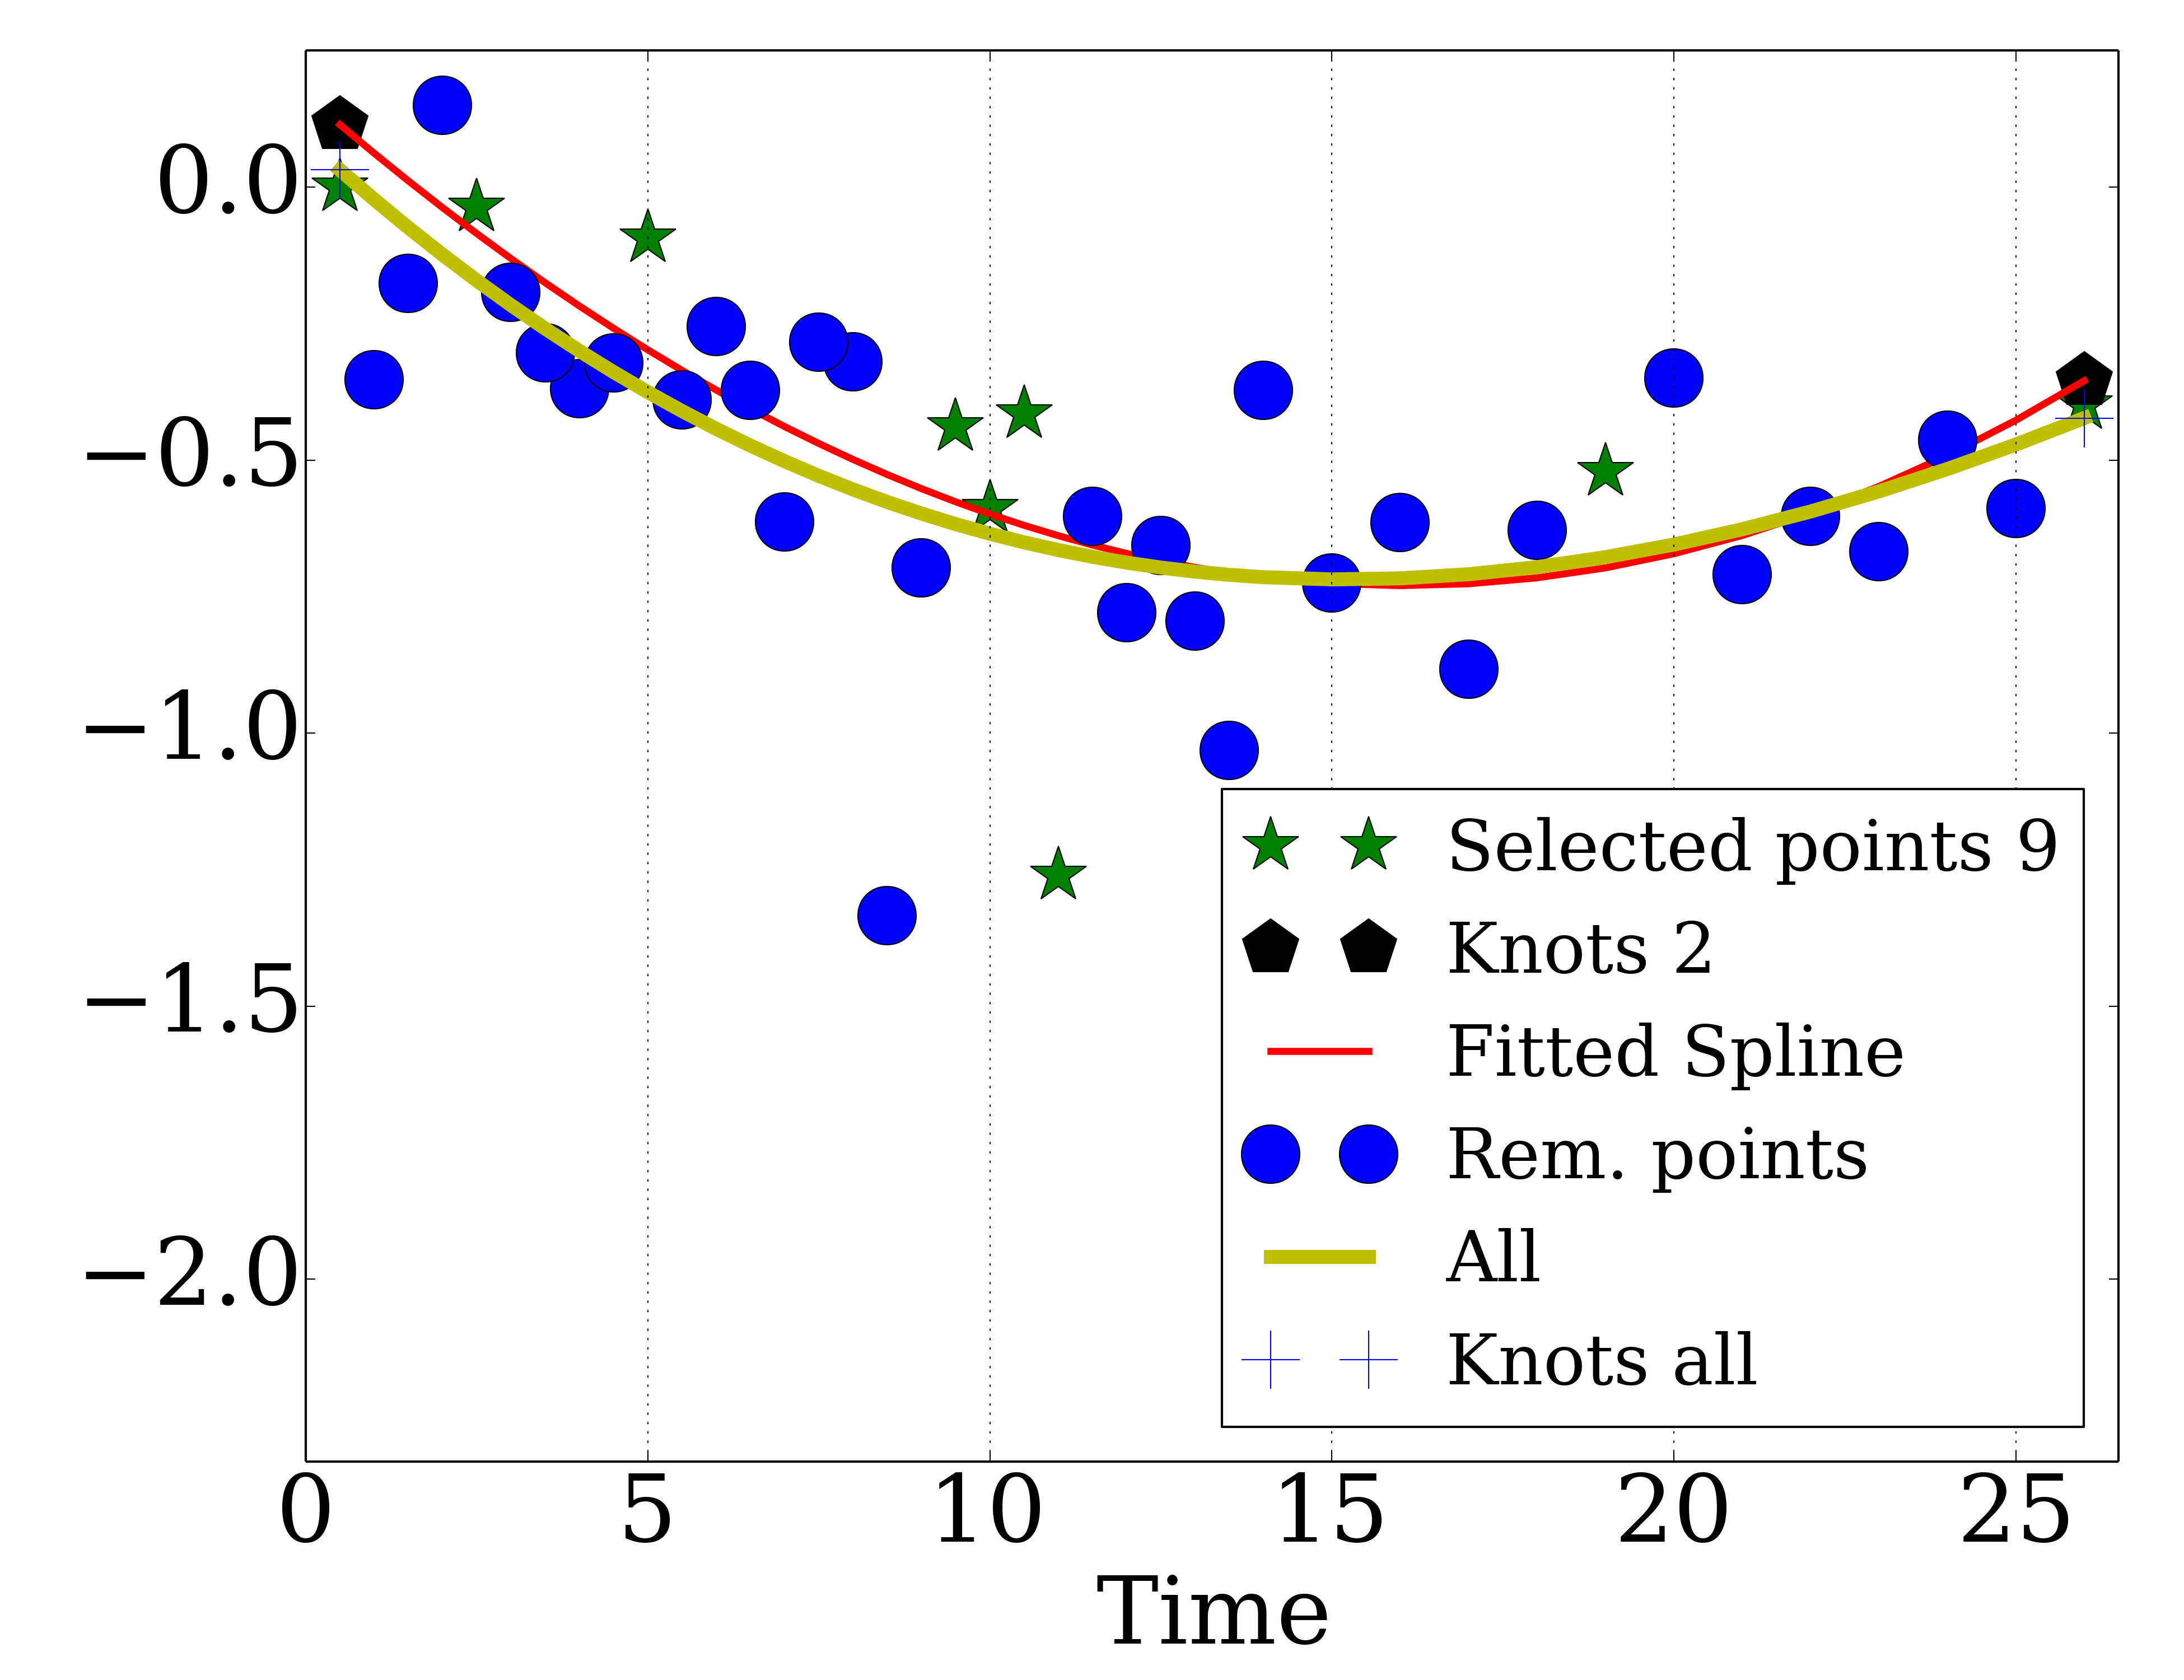 0.0
−0.5
−1.0
−1.5
−2.0
Selected points 9
Knots 2
Fitted Spline
Rem. points
All
Knots all
0 5 10 15 20 25
Time